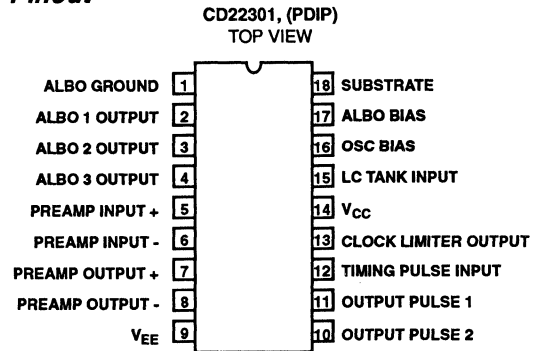 Pinout
CD22301, (PDIP)
TOP VIEW
ALBO GROUND 1
ALBO 1 OUTPUT 2
ALBO 2 OUTPUT 3
ALBO 3 OUTPUT 4
PREAMP INPUT + 5
PREAMP INPUT - 6
PREAMP OUTPUT + 7
PREAMP OUTPUT - 8
VEE 9
18 SUBSTRATE
17 ALBO BIAS
16 OSC BIAS
15 LC TANK INPUT
14 VCC
13 CLOCK LIMITER OUTPUT
12 TIMING PULSE INPUT
11 OUTPUT PULSE 1
10 OUTPUT PULSE 2